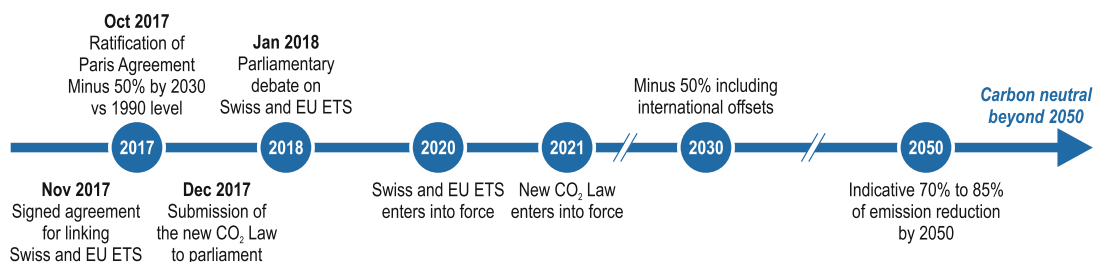 Oct 2017
Ratification of
Paris Agreement
Minus 50% by 2030
vs 1990 level
Jan 2018
Parliamentary
debate on
Swiss and EU ETS
Minus 50% including
international offsets
Carbon neutral
beyond 2050
2017
2018
2020
2021
2030
2050
Nov 2017
Signed agreement
for linking
Swiss and EU ETS
Dec 2017
Submission of
the new CO₂ Law
to parliament
Swiss and EU ETS
enters into force
New CO₂ Law
enters into force
Indicative 70% to 85%
of emission reduction
by 2050